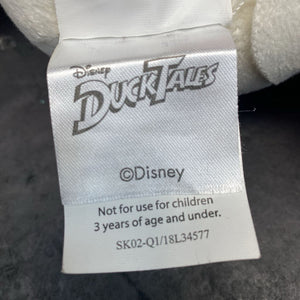 Disney
DUCKTALES
©Disney
Not for use for children
3 years of age and under.
SK02-Q1/18L34577